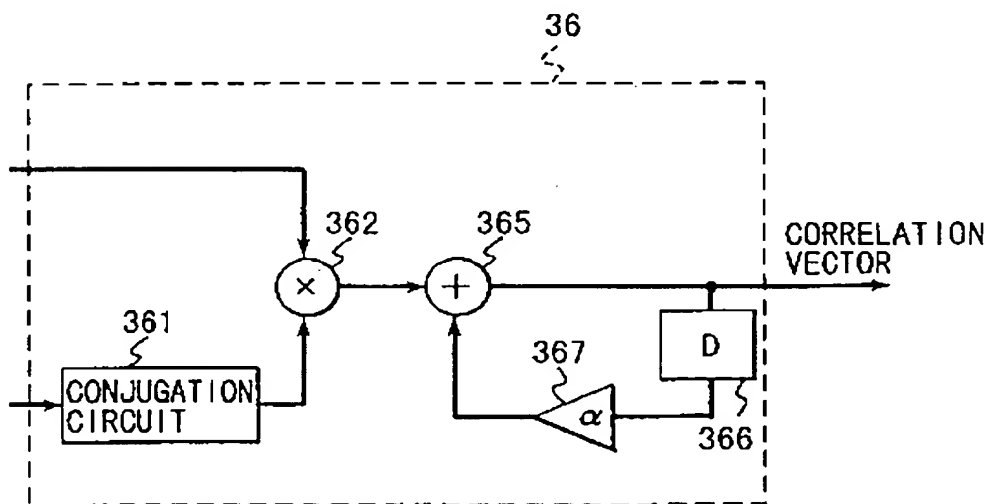 36
362
365
CORRELATION
VECTOR
×
+
361
367
D
CONJUGATION
CIRCUIT
α
366